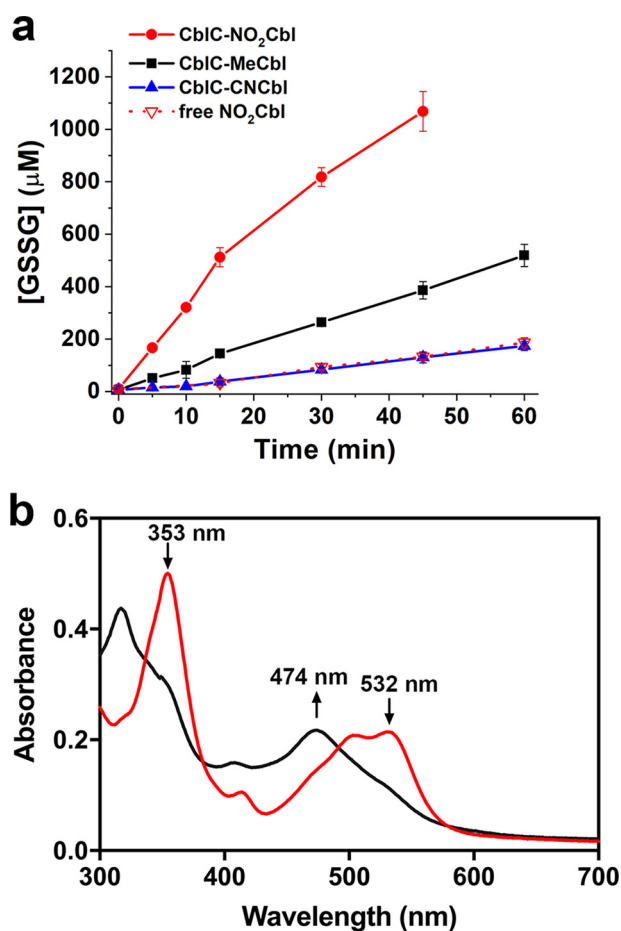 a
CblC-NO₂Cbl
CblC-MeCbl
CblC-CNCbl
free NO₂Cbl
1200
1000
800
600
400
200
0
[GSSG] (μM)
0 10 20 30 40 50 60
Time (min)
b
0.6
0.4
0.2
0.0
Absorbance
353 nm
474 nm
532 nm
300 400 500 600 700
Wavelength (nm)